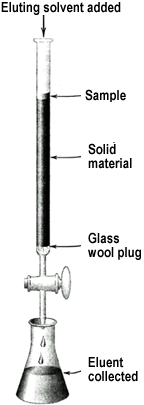 Eluting solvent added
Sample
Solid
material
Glass
wool plug
Eluent
collected